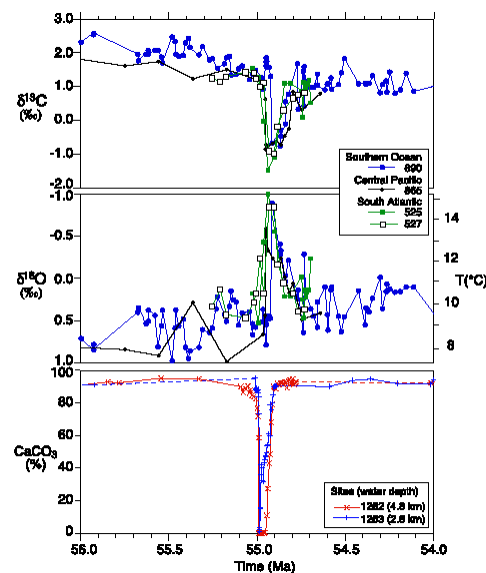 3.0
2.0
1.0
δ¹³C
(‰)
0.0
-1.0
-2.0
Southern Ocean
690
Central Pacific
865
South Atlantic
525
527
-1.0
-0.5
δ¹⁸O
(‰)
0.0
0.5
1.0
14
12
T(°C)
10
8
100
80
60
CaCO₃
(%)
40
20
0
Sites (water depth)
1262 (4.8 km)
1263 (2.6 km)
56.0 55.5 55.0 54.5 54.0
Time (Ma)